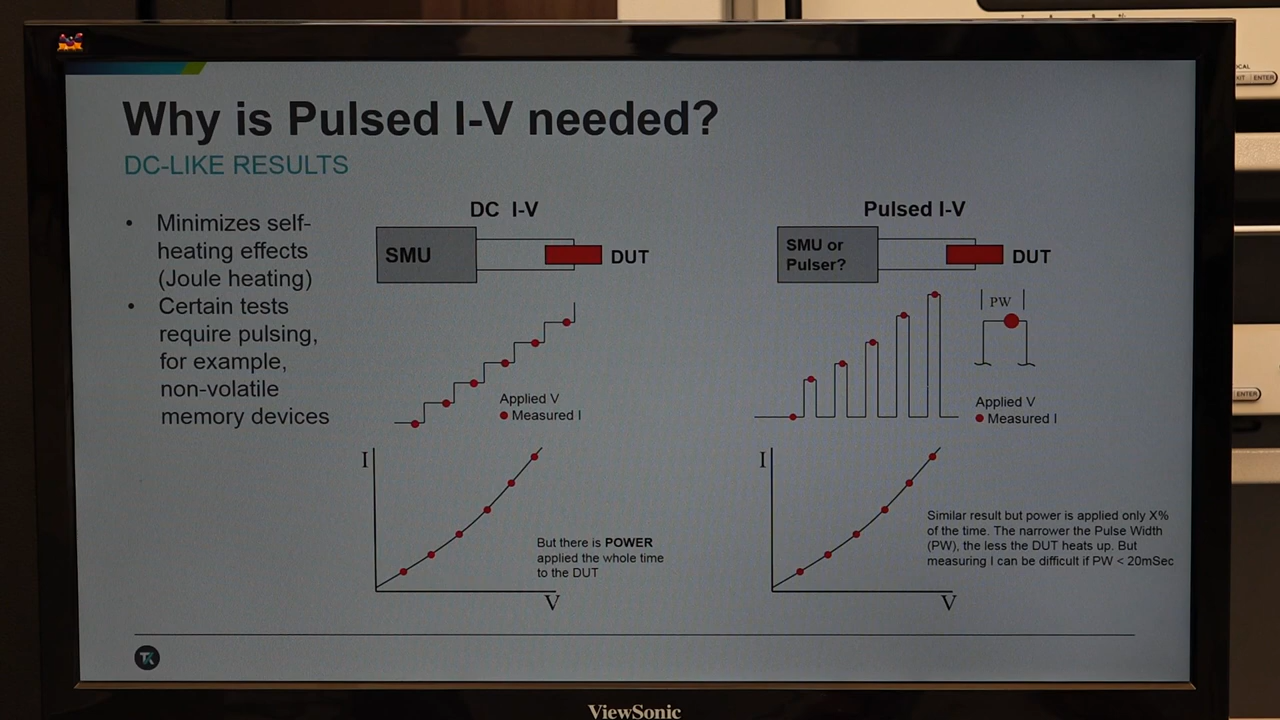 Why is Pulsed I-V needed?
DC-LIKE RESULTS
• Minimizes self-
heating effects
(Joule heating)
• Certain tests
require pulsing,
for example,
non-volatile
memory devices
DC I-V
SMU
DUT
Applied V
Measured I
I
V
But there is POWER
applied the whole time
to the DUT
Pulsed I-V
SMU or
Pulser?
DUT
PW
Applied V
Measured I
I
V
Similar result but power is applied only X%
of the time. The narrower the Pulse Width
(PW), the less the DUT heats up. But
measuring I can be difficult if PW < 20mSec
TK
ViewSonic
ENTER
ENTER